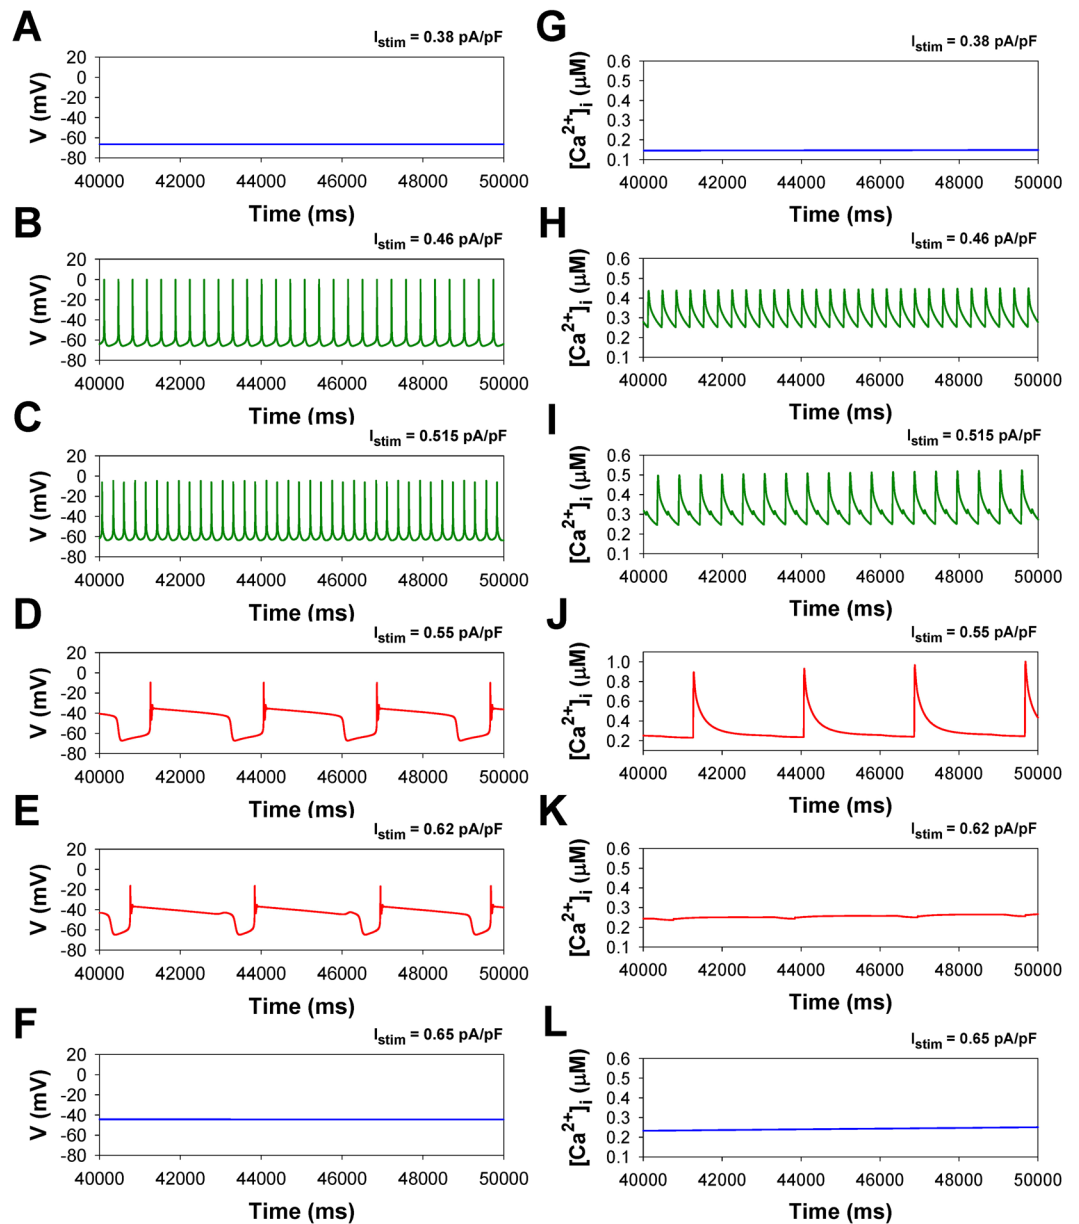 A
I_stim = 0.38 pA/pF
V (mV)
20
0
-20
-40
-60
-80
40000 42000 44000 46000 48000 50000
Time (ms)
G
I_stim = 0.38 pA/pF
[Ca²⁺]_i (μM)
0.6
0.5
0.4
0.3
0.2
0.1
40000 42000 44000 46000 48000 50000
Time (ms)
B
I_stim = 0.46 pA/pF
V (mV)
20
0
-20
-40
-60
-80
40000 42000 44000 46000 48000 50000
Time (ms)
H
I_stim = 0.46 pA/pF
[Ca²⁺]_i (μM)
0.6
0.5
0.4
0.3
0.2
0.1
40000 42000 44000 46000 48000 50000
Time (ms)
C
I_stim = 0.515 pA/pF
V (mV)
20
0
-20
-40
-60
-80
40000 42000 44000 46000 48000 50000
Time (ms)
I
I_stim = 0.515 pA/pF
[Ca²⁺]_i (μM)
0.6
0.5
0.4
0.3
0.2
0.1
40000 42000 44000 46000 48000 50000
Time (ms)
D
I_stim = 0.55 pA/pF
V (mV)
20
0
-20
-40
-60
-80
40000 42000 44000 46000 48000 50000
Time (ms)
J
I_stim = 0.55 pA/pF
[Ca²⁺]_i (μM)
1.0
0.8
0.6
0.4
0.2
40000 42000 44000 46000 48000 50000
Time (ms)
E
I_stim = 0.62 pA/pF
V (mV)
20
0
-20
-40
-60
-80
40000 42000 44000 46000 48000 50000
Time (ms)
K
I_stim = 0.62 pA/pF
[Ca²⁺]_i (μM)
0.6
0.5
0.4
0.3
0.2
0.1
40000 42000 44000 46000 48000 50000
Time (ms)
F
I_stim = 0.65 pA/pF
V (mV)
20
0
-20
-40
-60
-80
40000 42000 44000 46000 48000 50000
Time (ms)
L
I_stim = 0.65 pA/pF
[Ca²⁺]_i (μM)
0.6
0.5
0.4
0.3
0.2
0.1
40000 42000 44000 46000 48000 50000
Time (ms)